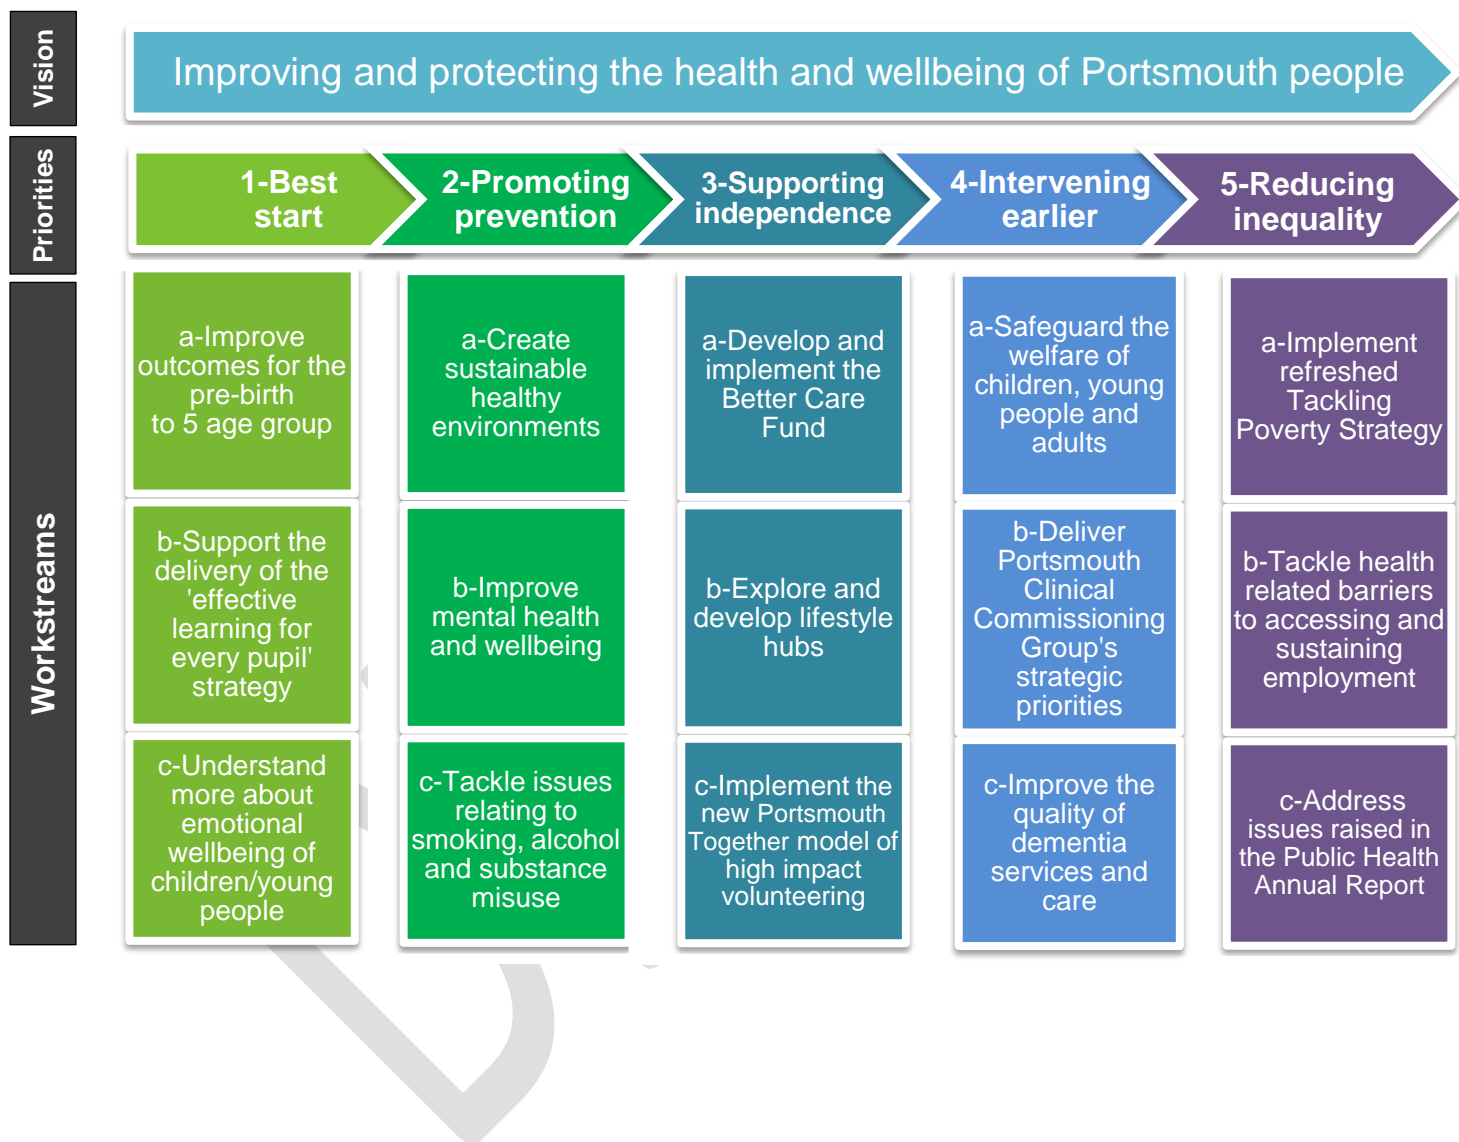 Vision
Improving and protecting the health and wellbeing of Portsmouth people
Priorities
1-Best
start
2-Promoting
prevention
3-Supporting
independence
4-Intervening
earlier
5-Reducing
inequality
Workstreams
a-Improve
outcomes for the
pre-birth
to 5 age group
a-Create
sustainable
healthy
environments
a-Develop and
implement the
Better Care
Fund
a-Safeguard the
welfare of
children, young
people and
adults
a-Implement
refreshed
Tackling
Poverty Strategy
b-Support the
delivery of the
'effective
learning for
every pupil'
strategy
b-Improve
mental health
and wellbeing
b-Explore and
develop lifestyle
hubs
b-Deliver
Portsmouth
Clinical
Commissioning
Group's
strategic
priorities
b-Tackle health
related barriers
to accessing and
sustaining
employment
c-Understand
more about
emotional
wellbeing of
children/young
people
c-Tackle issues
relating to
smoking, alcohol
and substance
misuse
c-Implement the
new Portsmouth
Together model of
high impact
volunteering
c-Improve the
quality of
dementia
services and
care
c-Address
issues raised in
the Public Health
Annual Report